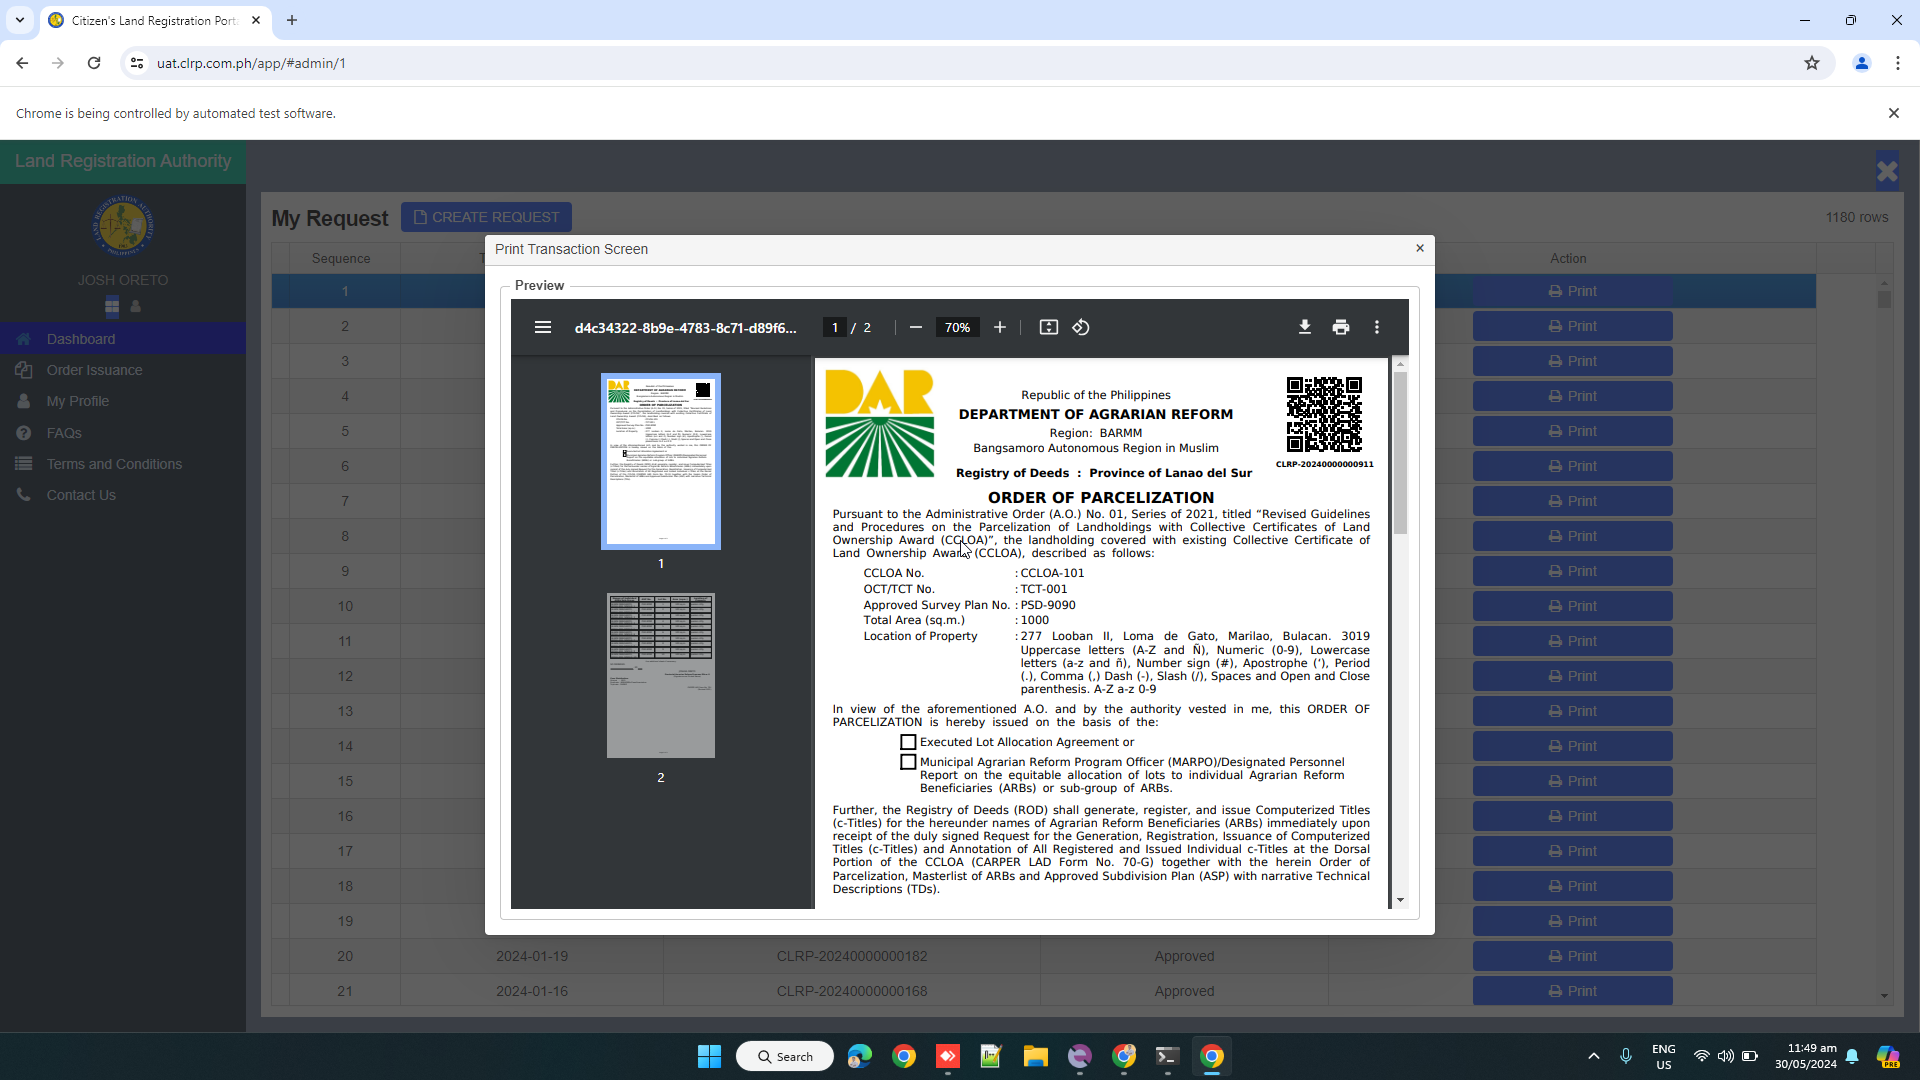 Citizen's Land Registration Port
uat.clrp.com.ph/app/#admin/1
Chrome is being controlled by automated test software.
Land Registration Authority
JOSH ORETO
Dashboard
Order Issuance
My Profile
FAQs
Terms and Conditions
Contact Us
My Request
CREATE REQUEST
1180 rows
Sequence
Action
1
Print
2
Print
3
Print
4
Print
5
Print
6
Print
7
Print
8
Print
9
Print
10
Print
11
Print
12
Print
13
Print
14
Print
15
Print
16
Print
17
Print
18
Print
19
Print
20 2024-01-19 CLRP-20240000000182 Approved Print
21 2024-01-16 CLRP-20240000000168 Approved Print
Print Transaction Screen
Preview
d4c34322-8b9e-4783-8c71-d89f6...
1 / 2
70%
1
2
DAR
Republic of the Philippines
DEPARTMENT OF AGRARIAN REFORM
Region: BARMM
Bangsamoro Autonomous Region in Muslim
CLRP-20240000000911
Registry of Deeds : Province of Lanao del Sur
ORDER OF PARCELIZATION
Pursuant to the Administrative Order (A.O.) No. 01, Series of 2021, titled “Revised Guidelines
and Procedures on the Parcelization of Landholdings with Collective Certificates of Land
Ownership Award (CCLOA)”, the landholding covered with existing Collective Certificate of
Land Ownership Award (CCLOA), described as follows:
CCLOA No. : CCLOA-101
OCT/TCT No. : TCT-001
Approved Survey Plan No. : PSD-9090
Total Area (sq.m.) : 1000
Location of Property : 277 Looban II, Loma de Gato, Marilao, Bulacan. 3019
Uppercase letters (A-Z and Ñ), Numeric (0-9), Lowercase
letters (a-z and ñ), Number sign (#), Apostrophe (‘), Period
(.), Comma (,) Dash (-), Slash (/), Spaces and Open and Close
parenthesis. A-Z a-z 0-9
In view of the aforementioned A.O. and by the authority vested in me, this ORDER OF
PARCELIZATION is hereby issued on the basis of the:
Executed Lot Allocation Agreement or
Municipal Agrarian Reform Program Officer (MARPO)/Designated Personnel
Report on the equitable allocation of lots to individual Agrarian Reform
Beneficiaries (ARBs) or sub-group of ARBs.
Further, the Registry of Deeds (ROD) shall generate, register, and issue Computerized Titles
(c-Titles) for the hereunder names of Agrarian Reform Beneficiaries (ARBs) immediately upon
receipt of the duly signed Request for the Generation, Registration, Issuance of Computerized
Titles (c-Titles) and Annotation of All Registered and Issued Individual c-Titles at the Dorsal
Portion of the CCLOA (CARPER LAD Form No. 70-G) together with the herein Order of
Parcelization, Masterlist of ARBs and Approved Subdivision Plan (ASP) with narrative Technical
Descriptions (TDs).
Search
ENG
US
11:49 am
30/05/2024